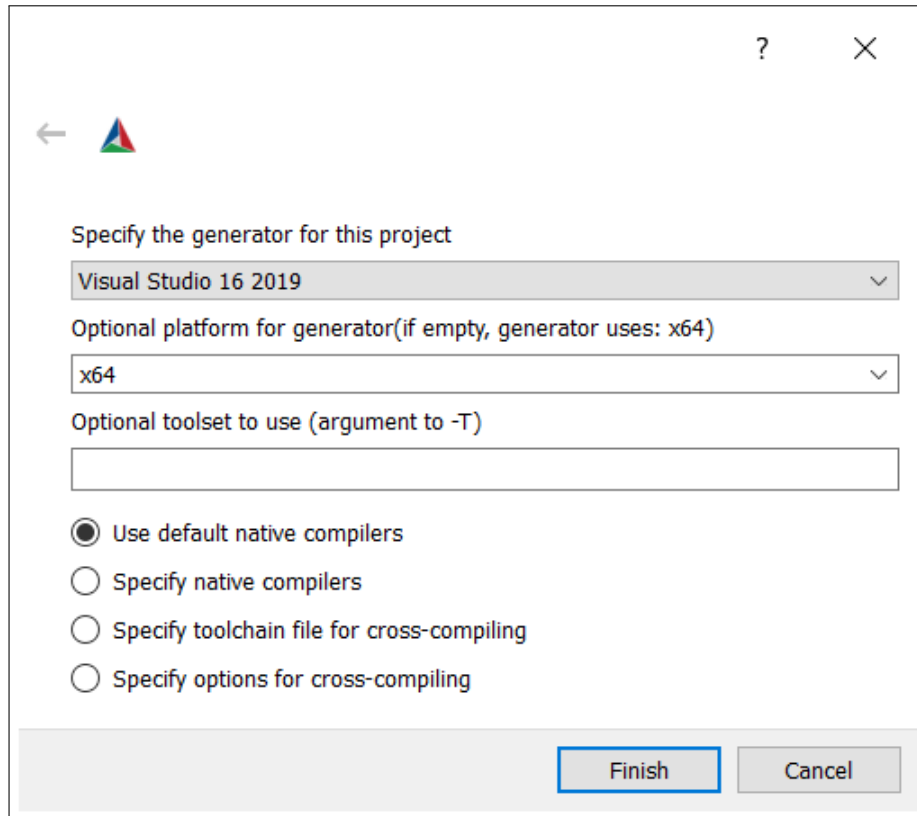 ?
Specify the generator for this project
Visual Studio 16 2019
Optional platform for generator(if empty, generator uses: x64)
x64
Optional toolset to use (argument to -T)
Use default native compilers
Specify native compilers
Specify toolchain file for cross-compiling
Specify options for cross-compiling
Finish Cancel